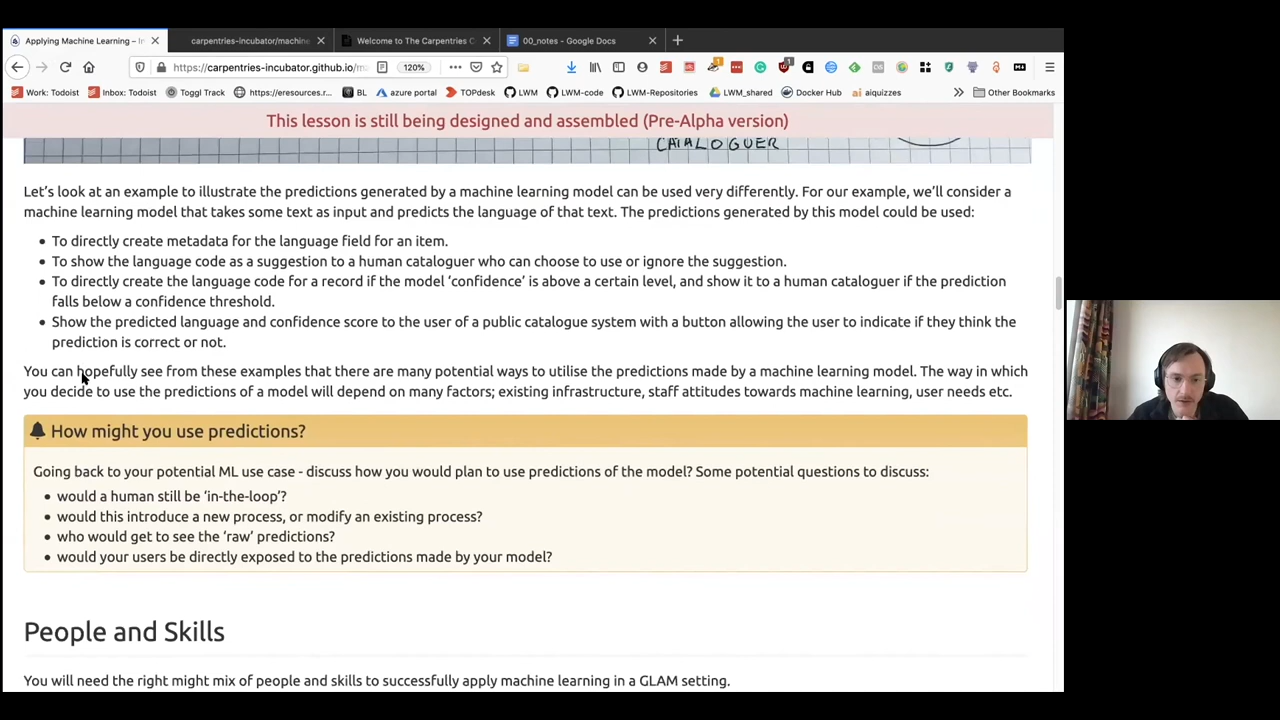 Applying Machine Learning – In
carpentries-incubator/machine
Welcome to The Carpentries C
00_notes - Google Docs
https://carpentries-incubator.github.io/ma
120%
Work: Todoist
Inbox: Todoist
Toggl Track
https://eresources.r...
BL
azure portal
TOPdesk
LWM
LWM-code
LWM-Repositories
LWM_shared
Docker Hub
ai aiquizzes
Other Bookmarks
This lesson is still being designed and assembled (Pre-Alpha version)
CATALOGUER
Let's look at an example to illustrate the predictions generated by a machine learning model can be used very differently. For our example, we'll consider a
machine learning model that takes some text as input and predicts the language of that text. The predictions generated by this model could be used:
To directly create metadata for the language field for an item.
To show the language code as a suggestion to a human cataloguer who can choose to use or ignore the suggestion.
To directly create the language code for a record if the model ‘confidence’ is above a certain level, and show it to a human cataloguer if the prediction
falls below a confidence threshold.
Show the predicted language and confidence score to the user of a public catalogue system with a button allowing the user to indicate if they think the
prediction is correct or not.
You can hopefully see from these examples that there are many potential ways to utilise the predictions made by a machine learning model. The way in which
you decide to use the predictions of a model will depend on many factors; existing infrastructure, staff attitudes towards machine learning, user needs etc.
How might you use predictions?
Going back to your potential ML use case - discuss how you would plan to use predictions of the model? Some potential questions to discuss:
would a human still be ‘in-the-loop’?
would this introduce a new process, or modify an existing process?
who would get to see the ‘raw’ predictions?
would your users be directly exposed to the predictions made by your model?
People and Skills
You will need the right might mix of people and skills to successfully apply machine learning in a GLAM setting.